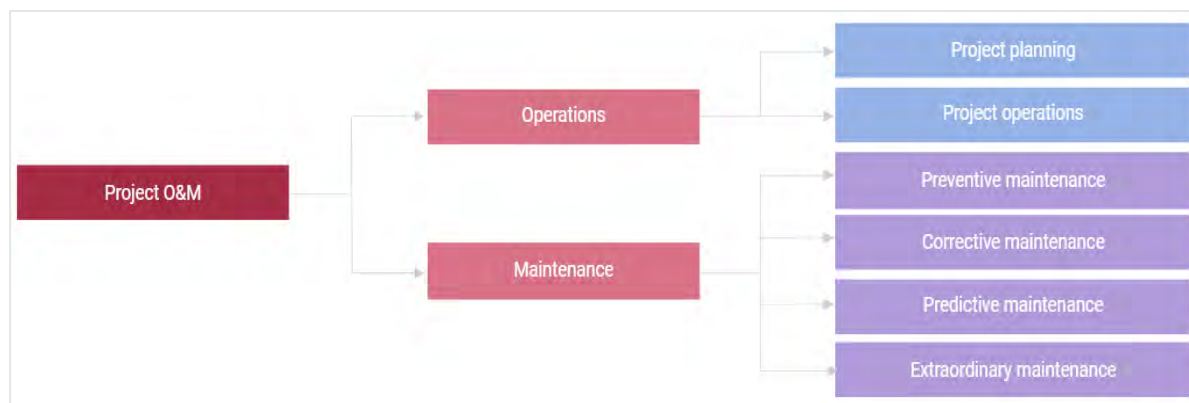 Project O&M
Operations
Maintenance
Project planning
Project operations
Preventive maintenance
Corrective maintenance
Predictive maintenance
Extraordinary maintenance